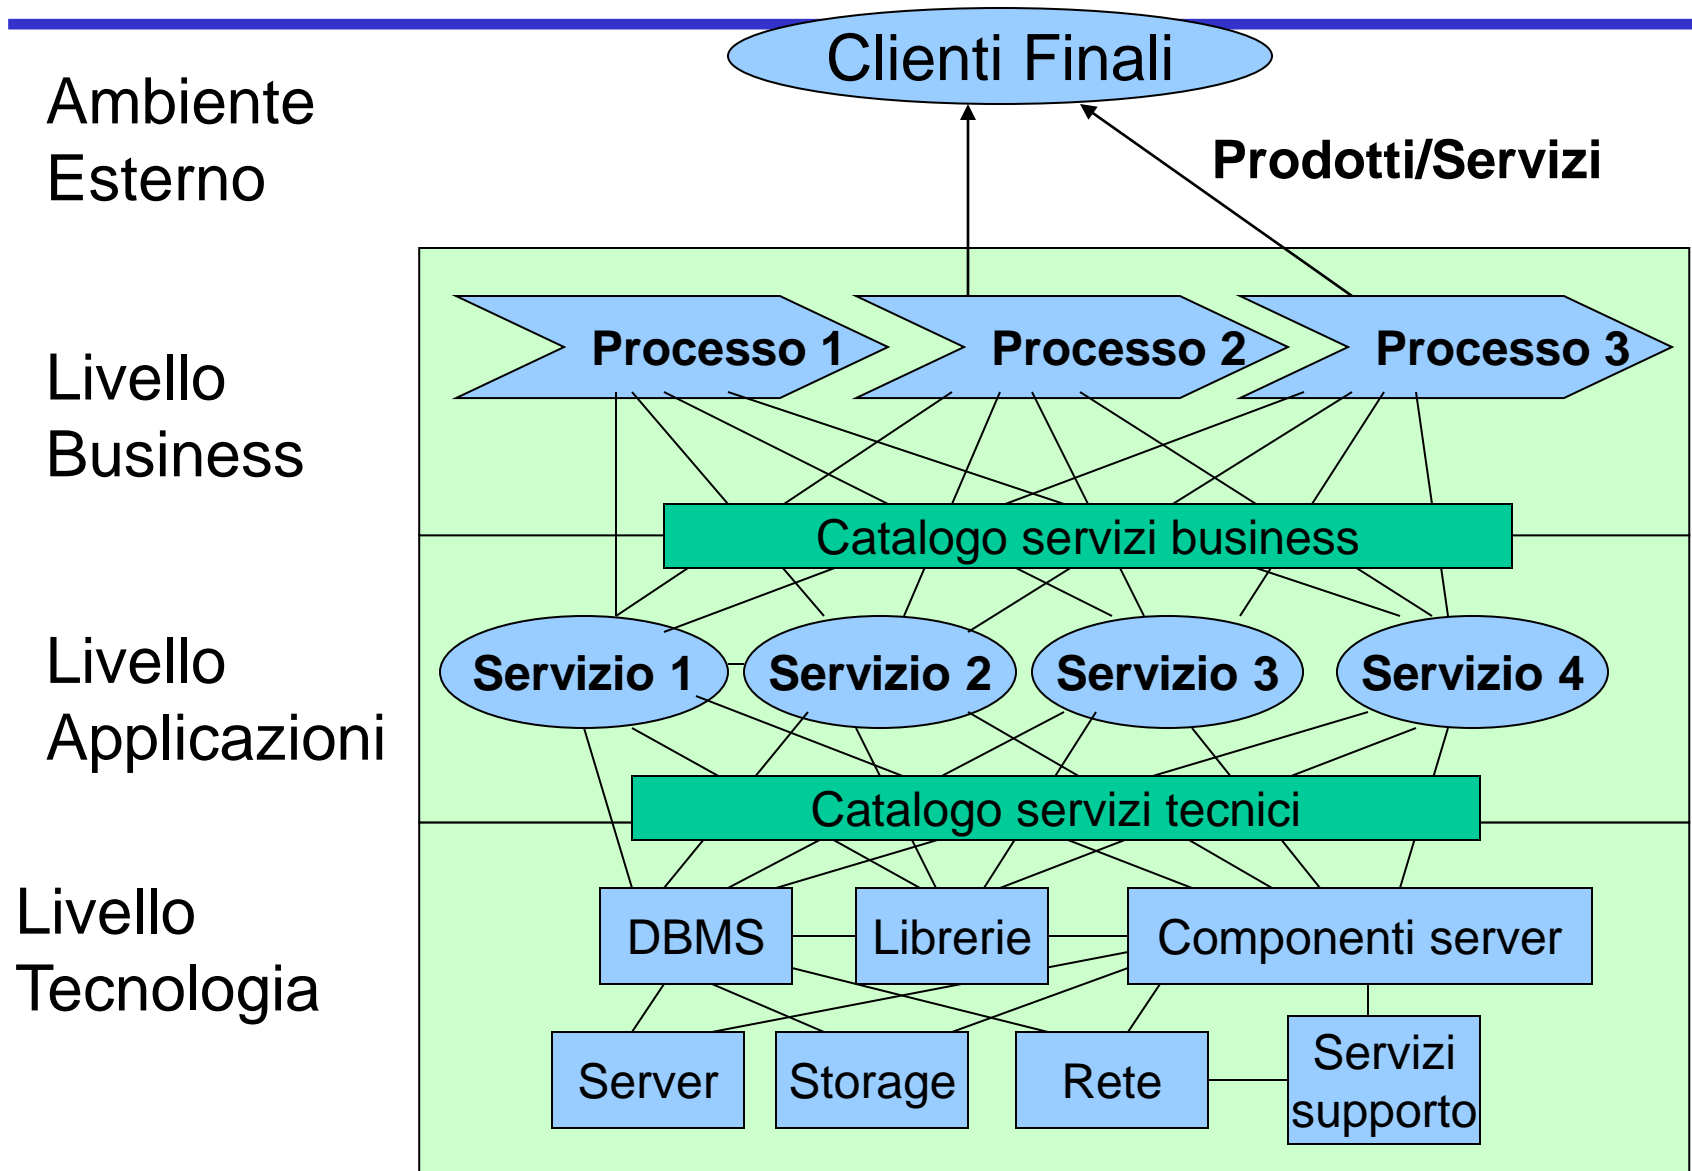 Clienti Finali
Ambiente
Esterno
Prodotti/Servizi
Livello
Business
Processo 1
Processo 2
Processo 3
Catalogo servizi business
Livello
Applicazioni
Servizio 1
Servizio 2
Servizio 3
Servizio 4
Catalogo servizi tecnici
Livello
Tecnologia
DBMS
Librerie
Componenti server
Server
Storage
Rete
Servizi
supporto